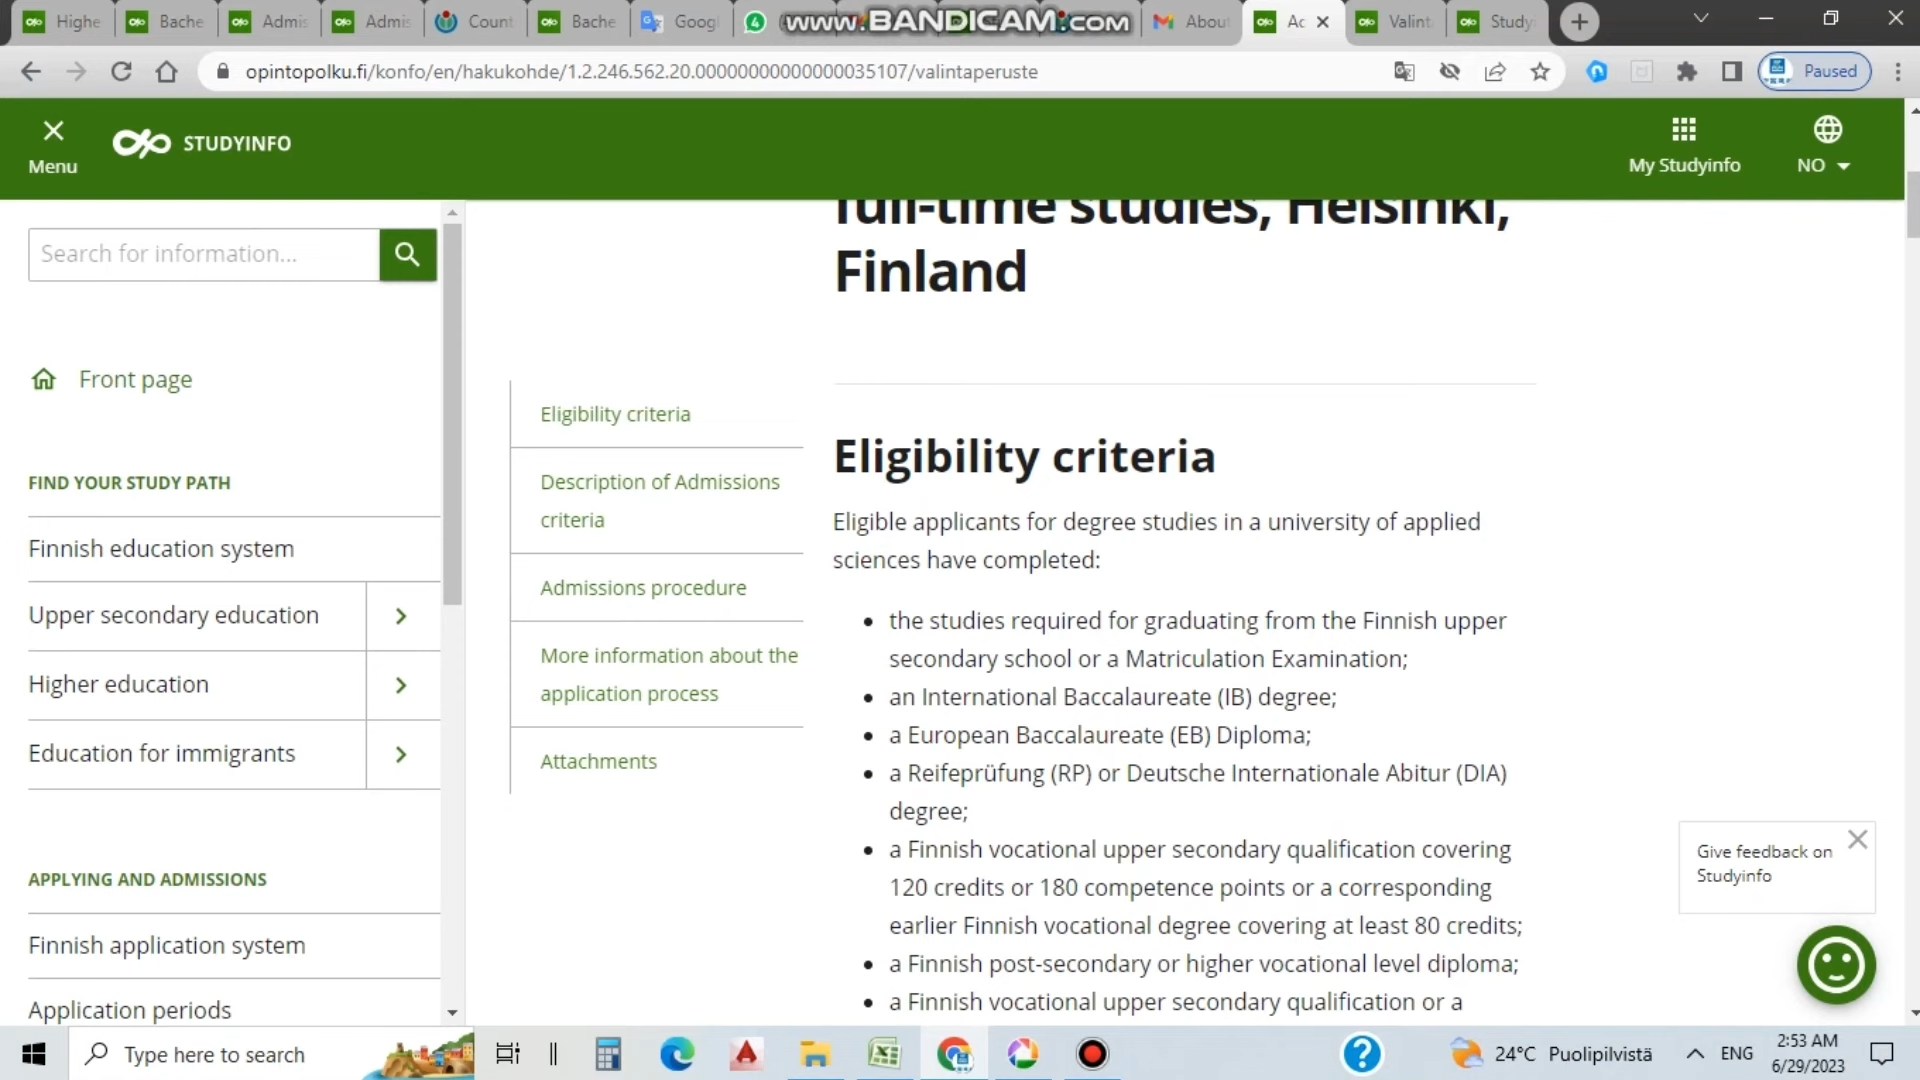 Highe
Bache
Admis
Admis
Count
Bache
Goog
4
www.BANDICAM.com
About
Ac
Valint
Study
opintopolku.fi/konfo/en/hakukohde/1.2.246.562.20.00000000000000035107/valintaperuste
Paused
Menu
STUDYINFO
My Studyinfo
NO
Search for information...
Front page
FIND YOUR STUDY PATH
Finnish education system
Upper secondary education
Higher education
Education for immigrants
APPLYING AND ADMISSIONS
Finnish application system
Application periods
Eligibility criteria
Description of Admissions
criteria
Admissions procedure
More information about the
application process
Attachments
full-time studies, Helsinki,
Finland
Eligibility criteria
Eligible applicants for degree studies in a university of applied
sciences have completed:
• the studies required for graduating from the Finnish upper
secondary school or a Matriculation Examination;
• an International Baccalaureate (IB) degree;
• a European Baccalaureate (EB) Diploma;
• a Reifeprüfung (RP) or Deutsche Internationale Abitur (DIA)
degree;
• a Finnish vocational upper secondary qualification covering
120 credits or 180 competence points or a corresponding
earlier Finnish vocational degree covering at least 80 credits;
• a Finnish post-secondary or higher vocational level diploma;
• a Finnish vocational upper secondary qualification or a
Give feedback on
Studyinfo
Type here to search
24°C Puolipilvistä
ENG
2:53 AM
6/29/2023